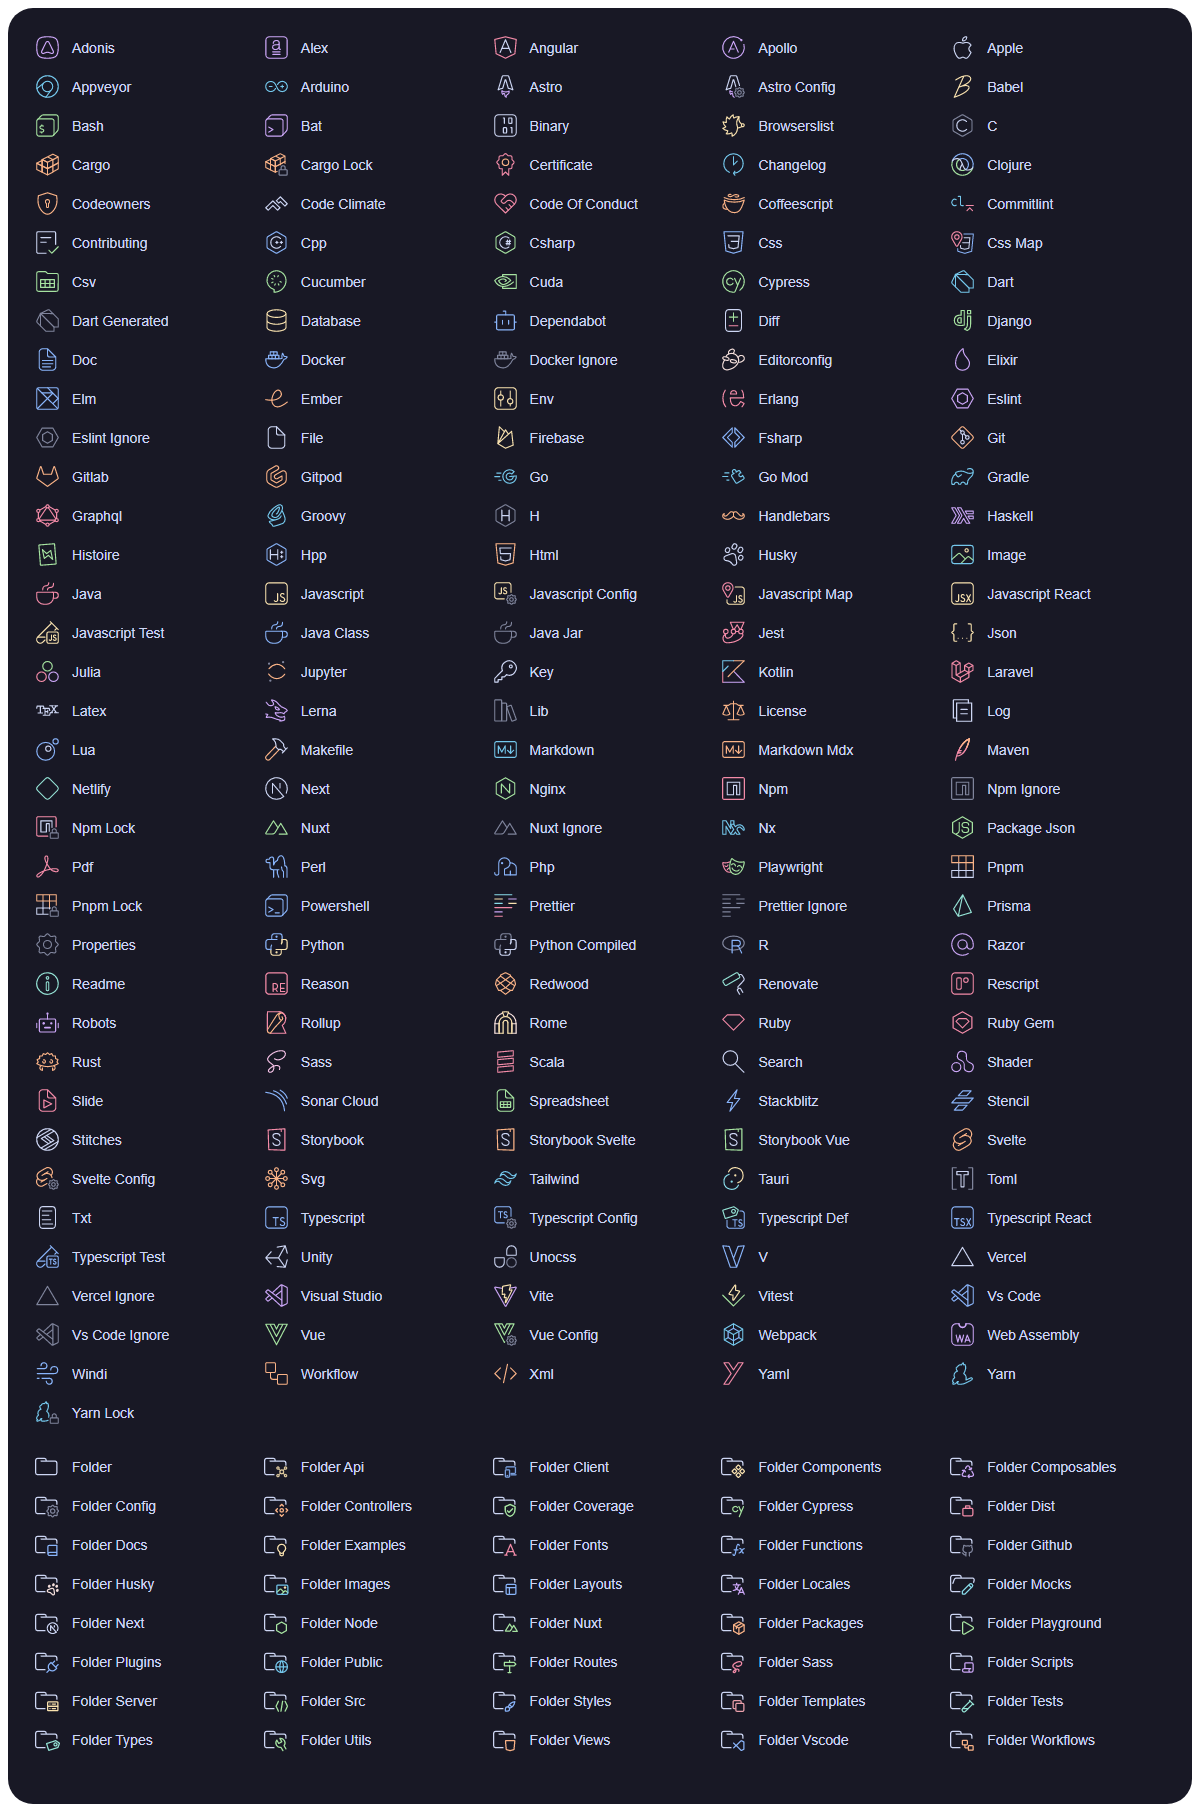 Adonis Alex Angular Apollo Apple
Appveyor Arduino Astro Astro Config Babel
Bash Bat Binary Browserslist C
Cargo Cargo Lock Certificate Changelog Clojure
Codeowners Code Climate Code Of Conduct Coffeescript Commitlint
Contributing Cpp Csharp Css Css Map
Csv Cucumber Cuda Cypress Dart
Dart Generated Database Dependabot Diff Django
Doc Docker Docker Ignore Editorconfig Elixir
Elm Ember Env Erlang Eslint
Eslint Ignore File Firebase Fsharp Git
Gitlab Gitpod Go Go Mod Gradle
Graphql Groovy H Handlebars Haskell
Histoire Hpp Html Husky Image
Java Javascript Javascript Config Javascript Map Javascript React
Javascript Test Java Class Java Jar Jest Json
Julia Jupyter Key Kotlin Laravel
Latex Lerna Lib License Log
Lua Makefile Markdown Markdown Mdx Maven
Netlify Next Nginx Npm Npm Ignore
Npm Lock Nuxt Nuxt Ignore Nx Package Json
Pdf Perl Php Playwright Pnpm
Pnpm Lock Powershell Prettier Prettier Ignore Prisma
Properties Python Python Compiled R Razor
Readme Reason Redwood Renovate Rescript
Robots Rollup Rome Ruby Ruby Gem
Rust Sass Scala Search Shader
Slide Sonar Cloud Spreadsheet Stackblitz Stencil
Stitches Storybook Storybook Svelte Storybook Vue Svelte
Svelte Config Svg Tailwind Tauri Toml
Txt Typescript Typescript Config Typescript Def Typescript React
Typescript Test Unity Unocss V Vercel
Vercel Ignore Visual Studio Vite Vitest Vs Code
Vs Code Ignore Vue Vue Config Webpack Web Assembly
Windi Workflow Xml Yaml Yarn
Yarn Lock
Folder Folder Api Folder Client Folder Components Folder Composables
Folder Config Folder Controllers Folder Coverage Folder Cypress Folder Dist
Folder Docs Folder Examples Folder Fonts Folder Functions Folder Github
Folder Husky Folder Images Folder Layouts Folder Locales Folder Mocks
Folder Next Folder Node Folder Nuxt Folder Packages Folder Playground
Folder Plugins Folder Public Folder Routes Folder Sass Folder Scripts
Folder Server Folder Src Folder Styles Folder Templates Folder Tests
Folder Types Folder Utils Folder Views Folder Vscode Folder Workflows